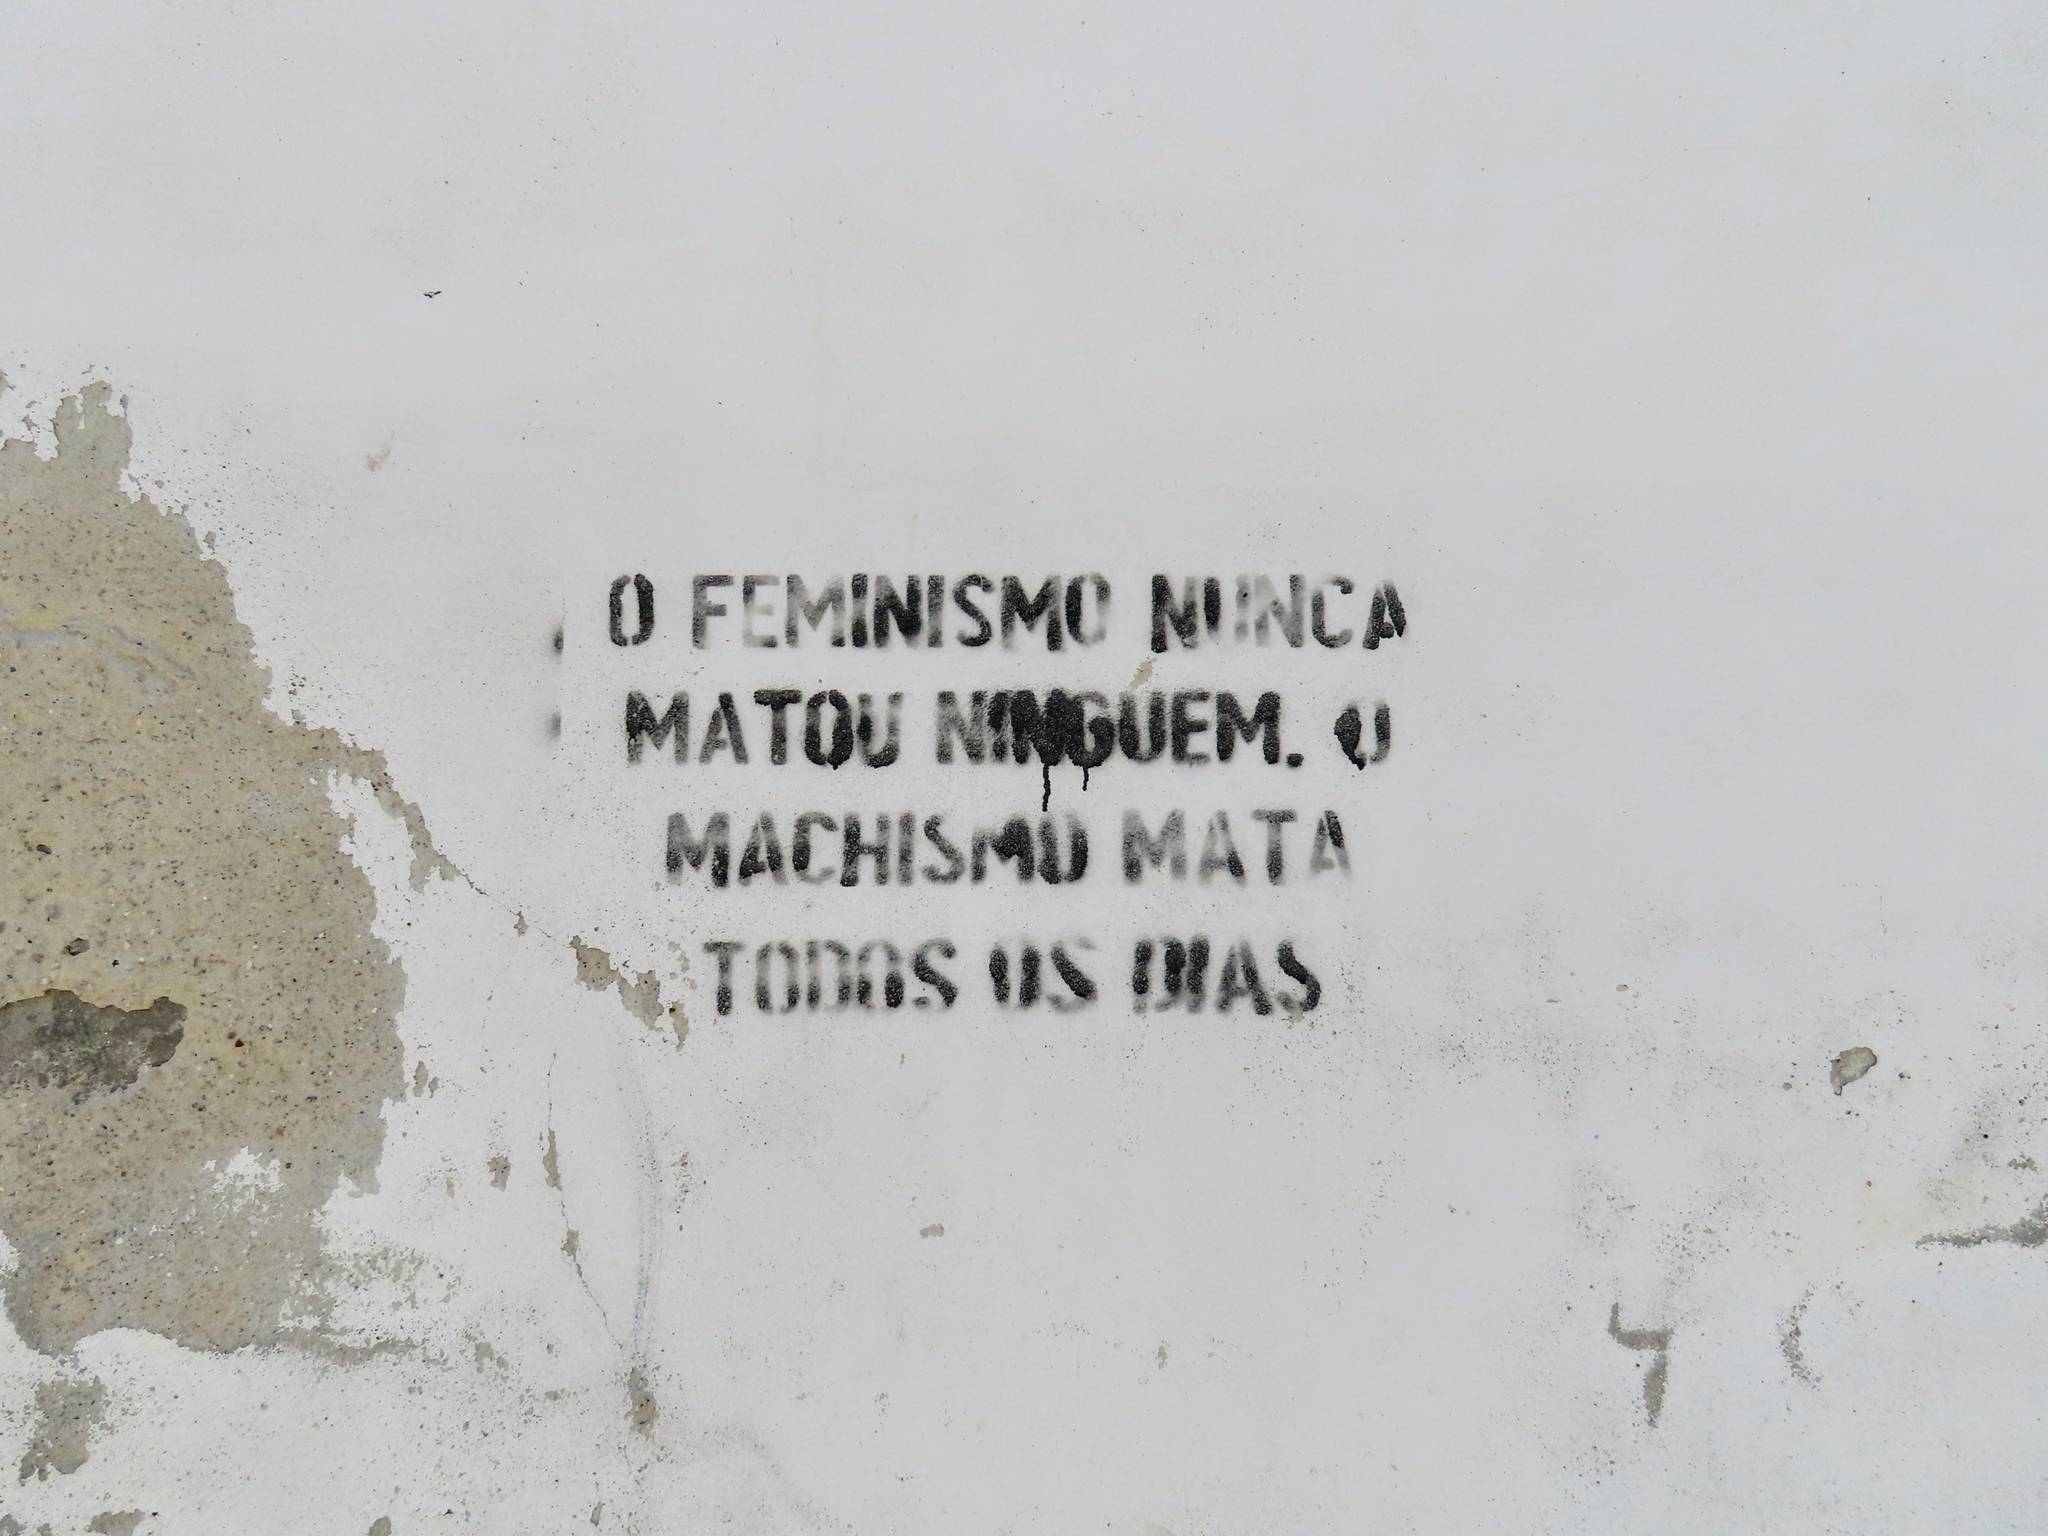 O FEMINISMO NUNCA
MATOU NINGUEM. O
MACHISMO MATA
TODOS OS DIAS